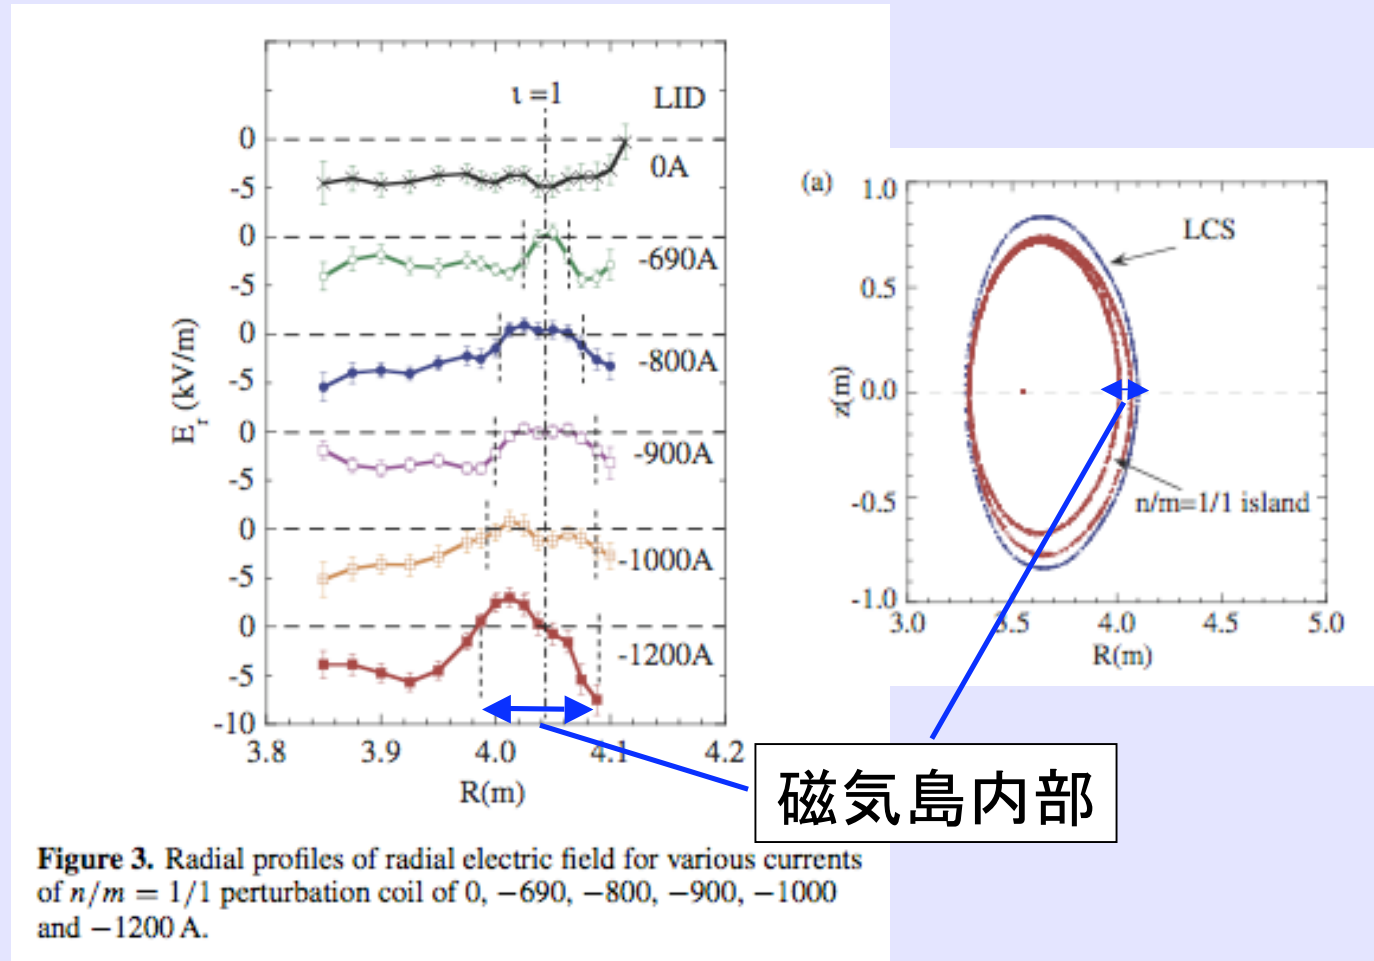 ι =1
LID
0
0A
-5
0
-690A
-5
0
-800A
-5
0
-900A
-5
0
-1000A
-5
0
-1200A
-5
-10
3.8
3.9
4.0
4.1
4.2
R(m)
E_r (kV/m)
(a)
1.0
LCS
0.5
0.0
-0.5
n/m=1/1 island
-1.0
3.0
3.5
4.0
4.5
5.0
R(m)
z(m)
磁気島内部
Figure 3. Radial profiles of radial electric field for various currents
of n/m = 1/1 perturbation coil of 0, −690, −800, −900, −1000
and −1200 A.